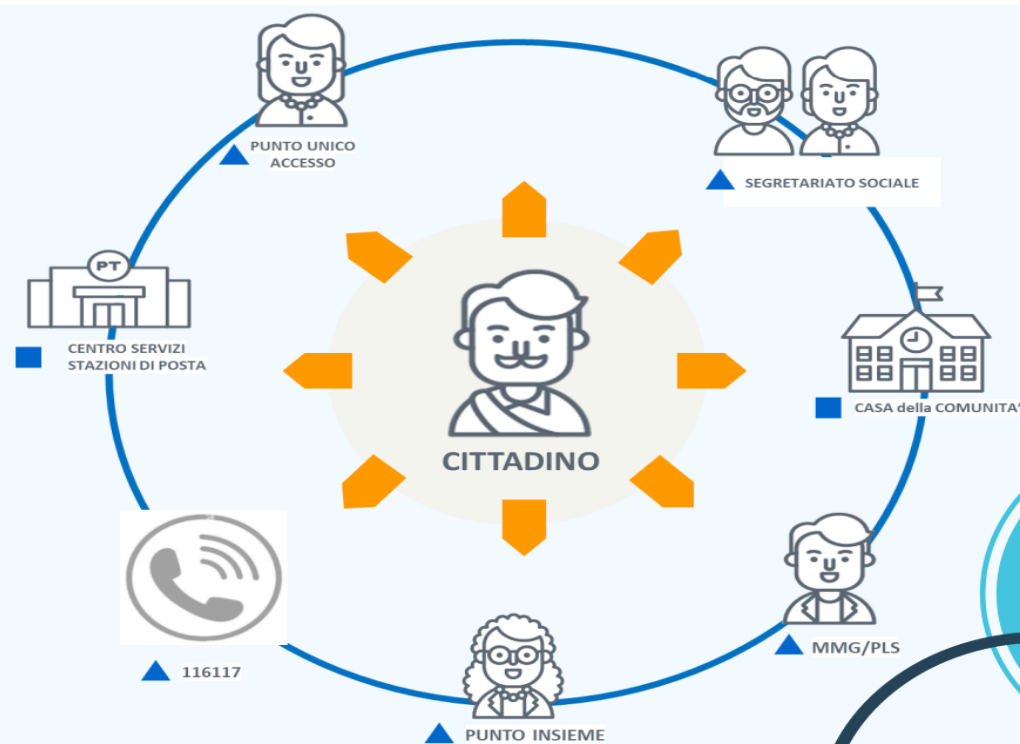 PUNTO UNICO
ACCESSO
SEGRETARIATO SOCIALE
PT
CENTRO SERVIZI
STAZIONI DI POSTA
CASA della COMUNITA'
CITTADINO
MMG/PLS
116117
PUNTO INSIEME